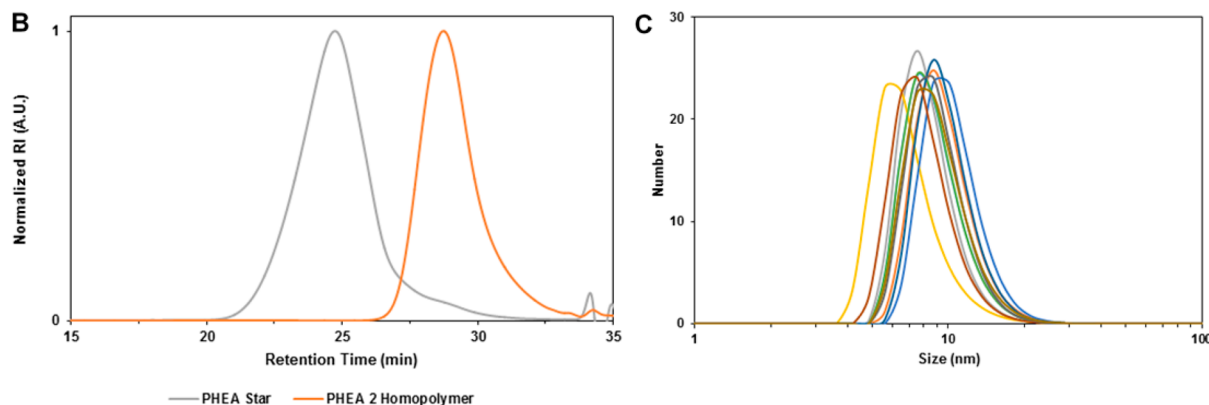 B
1
Normalized RI (A.U.)
0
15 20 25 30 35
Retention Time (min)
PHEA Star PHEA 2 Homopolymer
C
30
20
Number
10
0
1 10 100
Size (nm)